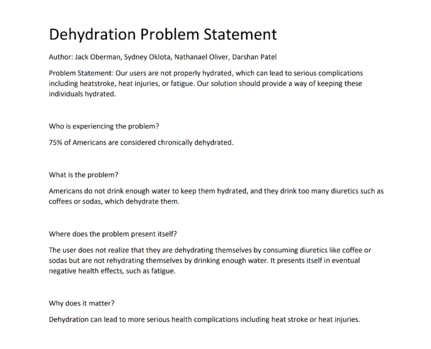 Dehydration Problem Statement
Author: Jack Oberman, Sydney Oklota, Nathanael Oliver, Darshan Patel
Problem Statement: Our users are not properly hydrated, which can lead to serious complications
including heatstroke, heat injuries, or fatigue. Our solution should provide a way of keeping these
individuals hydrated.
Who is experiencing the problem?
75% of Americans are considered chronically dehydrated.
What is the problem?
Americans do not drink enough water to keep them hydrated, and they drink too many diuretics such as
coffees or sodas, which dehydrate them.
Where does the problem present itself?
The user does not realize that they are dehydrating themselves by consuming diuretics like coffee or
sodas but are not rehydrating themselves by drinking enough water. It presents itself in eventual
negative health effects, such as fatigue.
Why does it matter?
Dehydration can lead to more serious health complications including heat stroke or heat injuries.